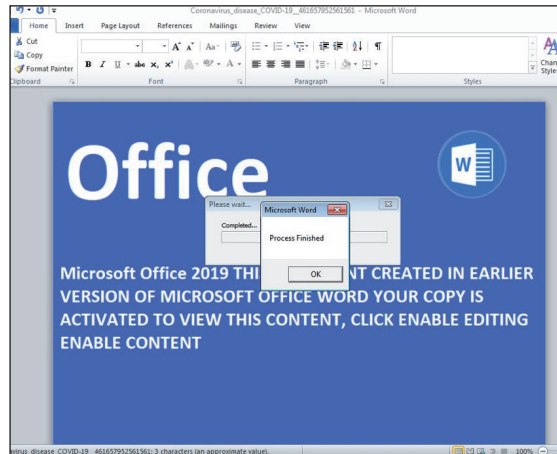 Coronavirus_disease_COVID-19__461657952561561 - Microsoft Word
Home Insert Page Layout References Mailings Review View
Cut
Copy
Format Painter
Clipboard Font Paragraph Styles
Chan
Style
Office
W
Please wait...
Completed...
Microsoft Word
Process Finished
OK
Microsoft Office 2019 THI NT CREATED IN EARLIER
VERSION OF MICROSOFT OFFICE WORD YOUR COPY IS
ACTIVATED TO VIEW THIS CONTENT, CLICK ENABLE EDITING
ENABLE CONTENT
avirus_disease_COVID-19__461657952561561: 3 characters (an approximate value). 100%